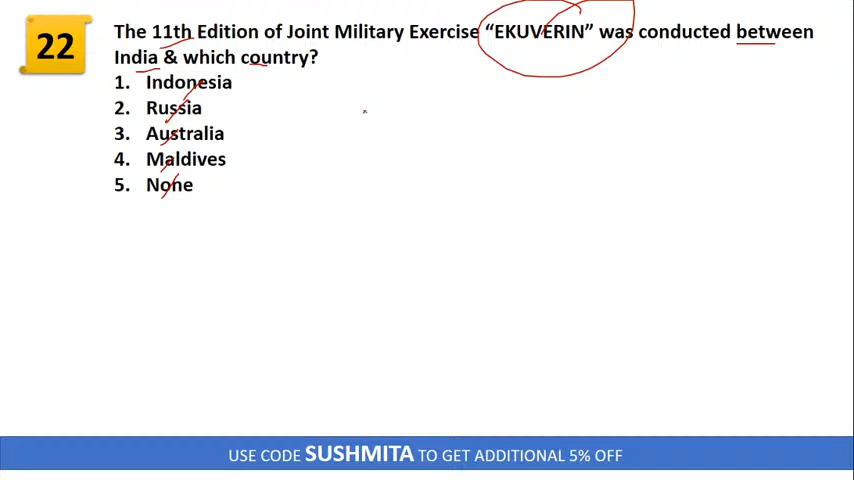 22
The 11th Edition of Joint Military Exercise “EKUVERIN” was conducted between
India & which country?
1. Indonesia
2. Russia
3. Australia
4. Maldives
5. None
USE CODE SUSHMITA TO GET ADDITIONAL 5% OFF